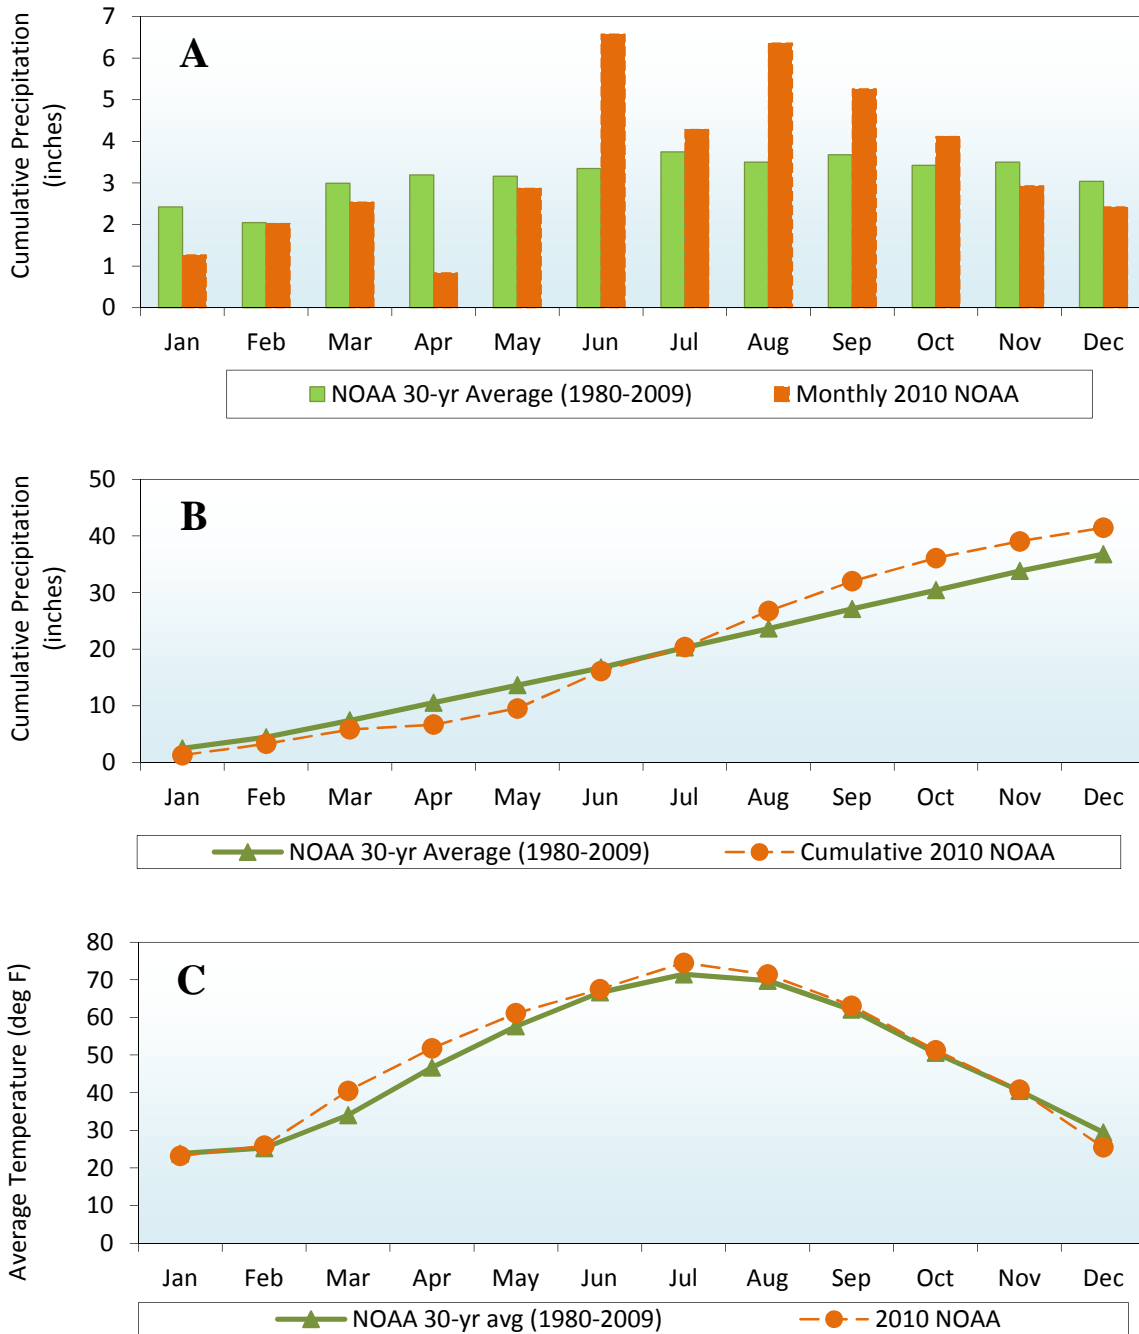 A
Cumulative Precipitation
(inches)
7
6
5
4
3
2
1
0
Jan Feb Mar Apr May Jun Jul Aug Sep Oct Nov Dec
NOAA 30-yr Average (1980-2009) Monthly 2010 NOAA
B
Cumulative Precipitation
(inches)
50
40
30
20
10
0
Jan Feb Mar Apr May Jun Jul Aug Sep Oct Nov Dec
NOAA 30-yr Average (1980-2009) Cumulative 2010 NOAA
C
Average Temperature (deg F)
80
70
60
50
40
30
20
10
0
Jan Feb Mar Apr May Jun Jul Aug Sep Oct Nov Dec
NOAA 30-yr avg (1980-2009) 2010 NOAA